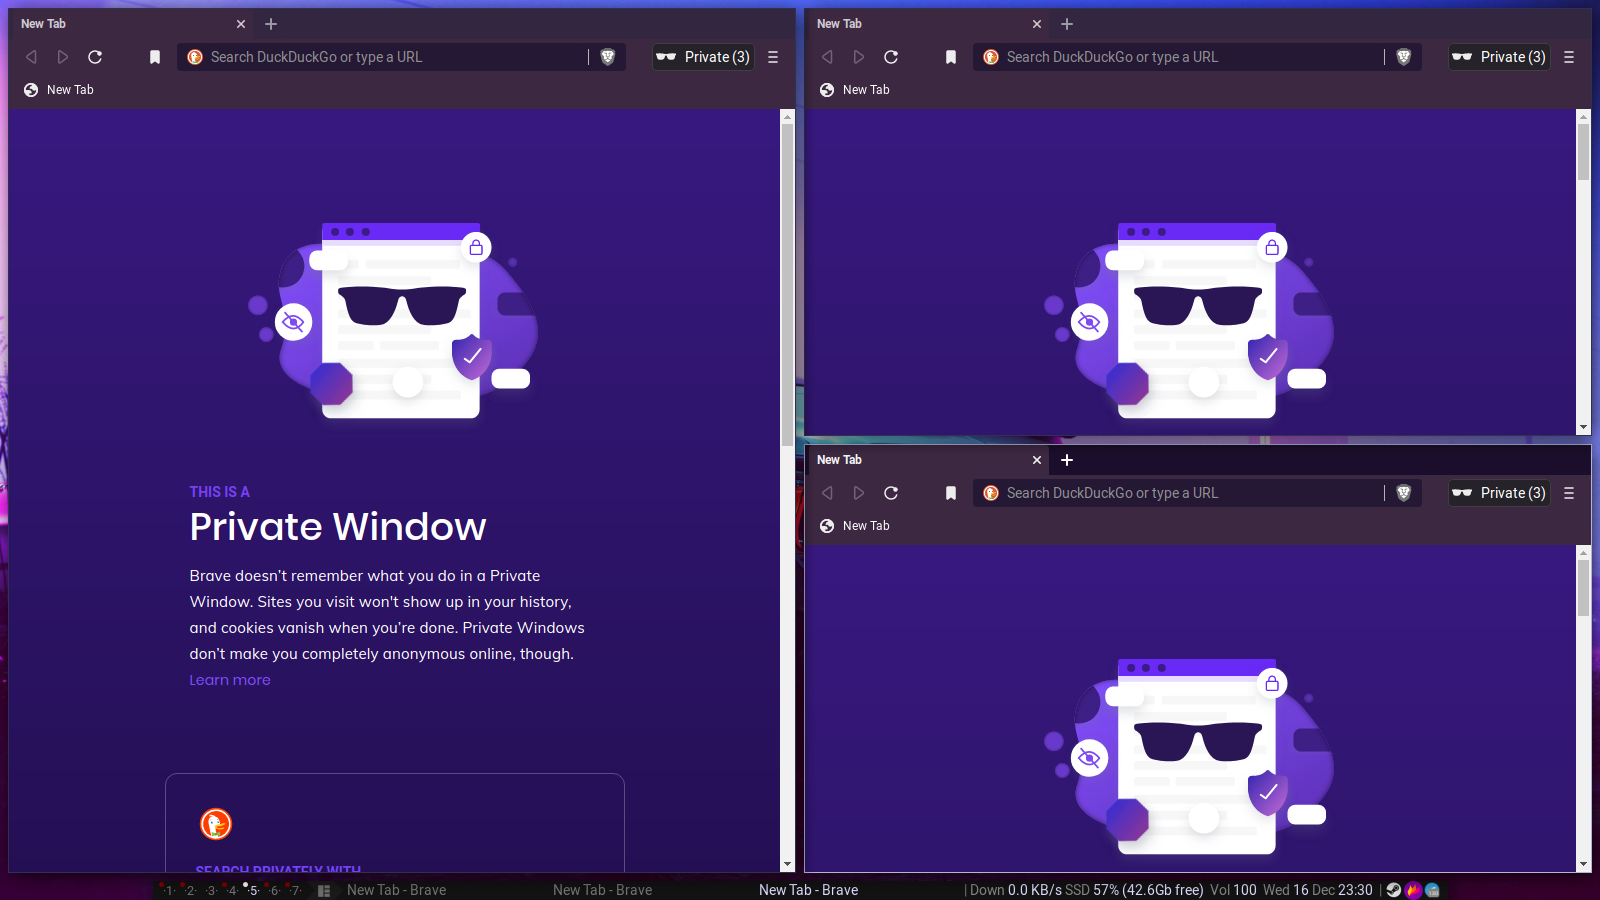 New Tab
Search DuckDuckGo or type a URL
Private (3)
New Tab
THIS IS A
Private Window
Brave doesn't remember what you do in a Private
Window. Sites you visit won't show up in your history,
and cookies vanish when you're done. Private Windows
don't make you completely anonymous online, though.
Learn more
SEARCH PRIVATELY WITH
New Tab
Search DuckDuckGo or type a URL
Private (3)
New Tab
New Tab
Search DuckDuckGo or type a URL
Private (3)
New Tab
·1· ·2· ·3· ·4· ·5· ·6· ·7· New Tab - Brave New Tab - Brave New Tab - Brave | Down 0.0 KB/s SSD 57% (42.6Gb free) Vol 100 Wed 16 Dec 23:30 |